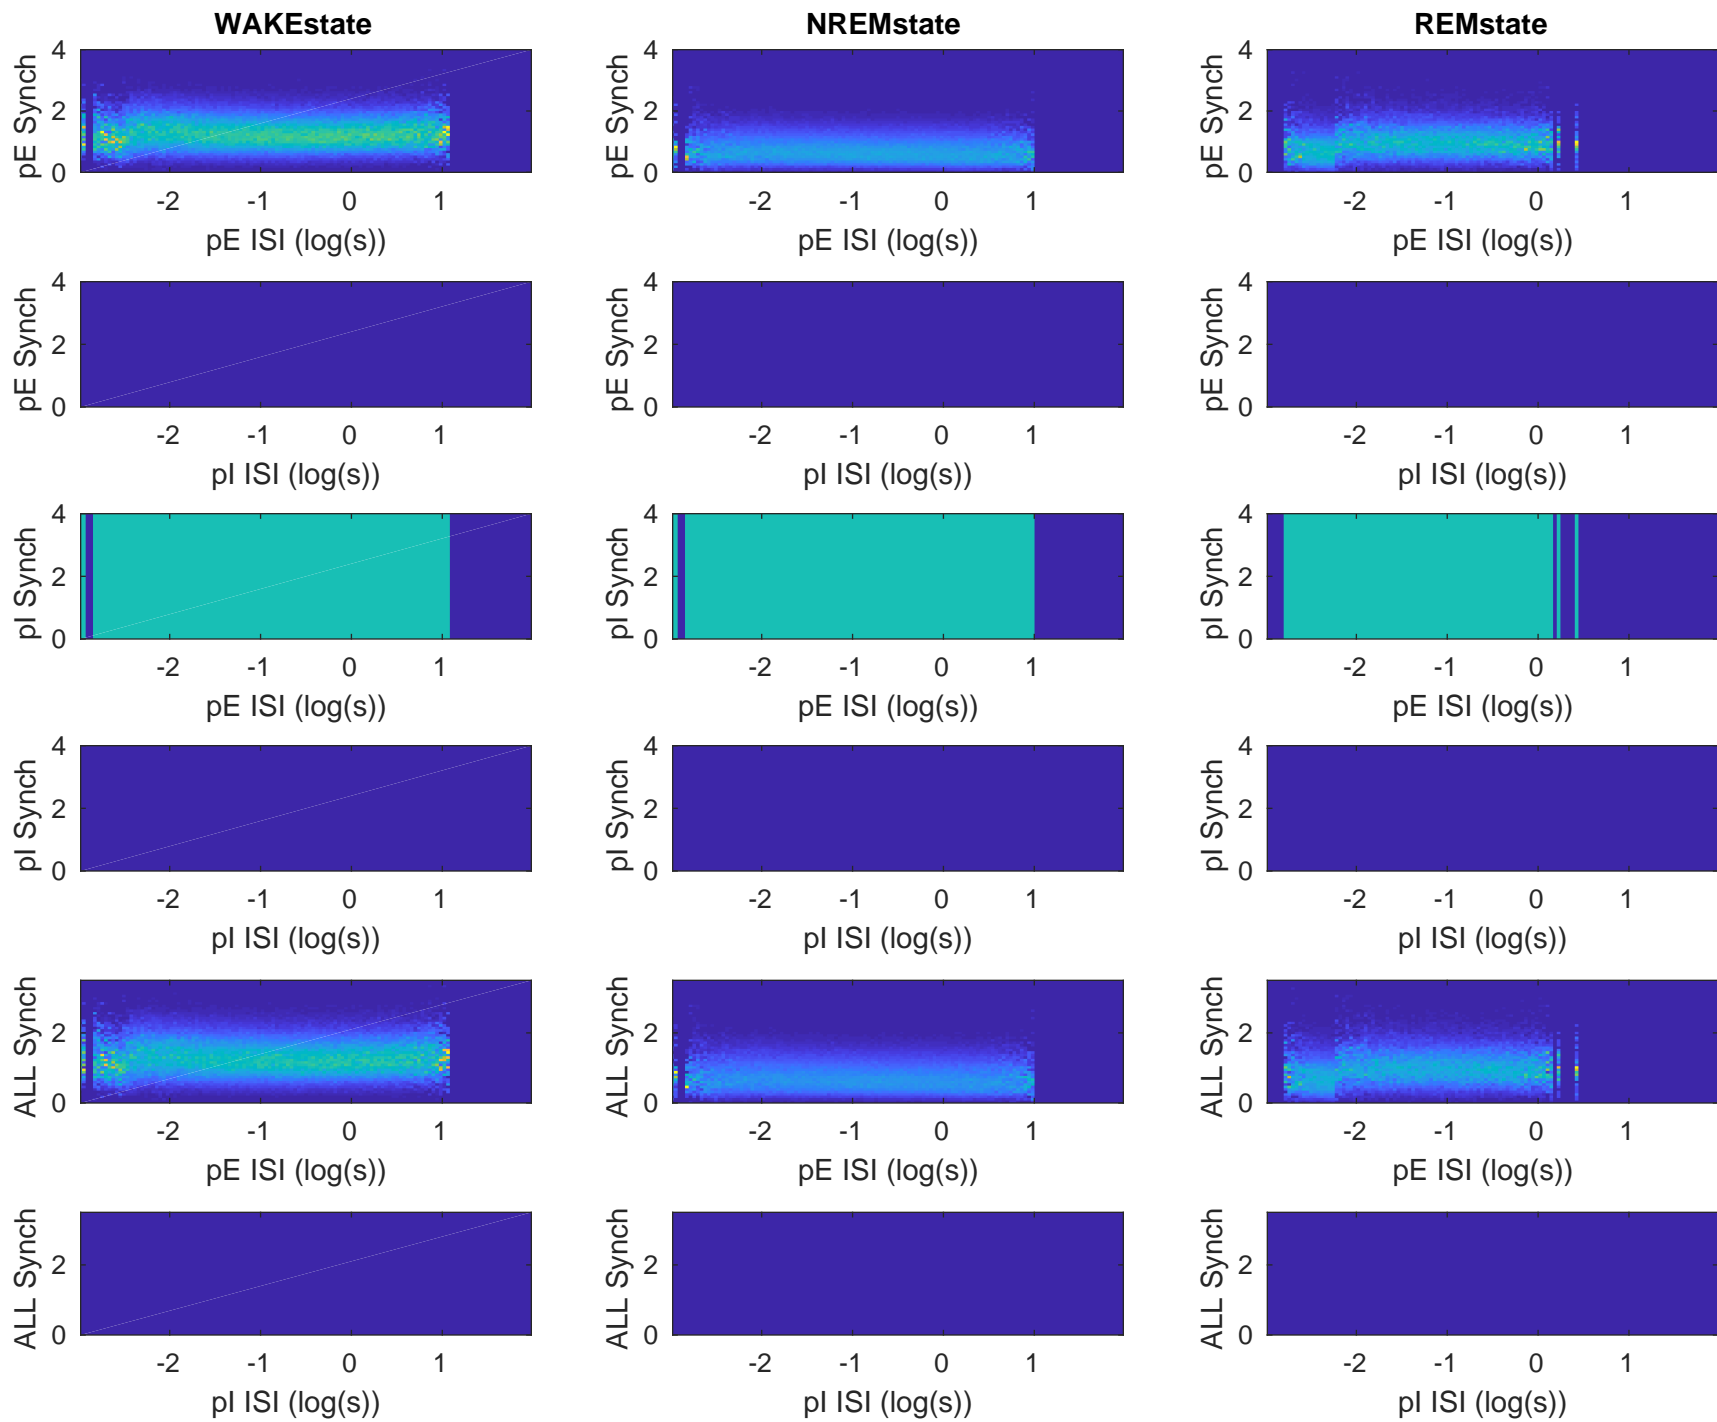 WAKEstate NREMstate REMstate
4 4 4
pE Synch pE Synch pE Synch
2 2 2
0 0 0
-2 -1 0 1 -2 -1 0 1 -2 -1 0 1
pE ISI (log(s)) pE ISI (log(s)) pE ISI (log(s))
4 4 4
pE Synch pE Synch pE Synch
2 2 2
0 0 0
-2 -1 0 1 -2 -1 0 1 -2 -1 0 1
pI ISI (log(s)) pI ISI (log(s)) pI ISI (log(s))
4 4 4
pI Synch pI Synch pI Synch
2 2 2
0 0 0
-2 -1 0 1 -2 -1 0 1 -2 -1 0 1
pE ISI (log(s)) pE ISI (log(s)) pE ISI (log(s))
4 4 4
pI Synch pI Synch pI Synch
2 2 2
0 0 0
-2 -1 0 1 -2 -1 0 1 -2 -1 0 1
pI ISI (log(s)) pI ISI (log(s)) pI ISI (log(s))
ALL Synch ALL Synch ALL Synch
2 2 2
0 0 0
-2 -1 0 1 -2 -1 0 1 -2 -1 0 1
pE ISI (log(s)) pE ISI (log(s)) pE ISI (log(s))
ALL Synch ALL Synch ALL Synch
2 2 2
0 0 0
-2 -1 0 1 -2 -1 0 1 -2 -1 0 1
pI ISI (log(s)) pI ISI (log(s)) pI ISI (log(s))